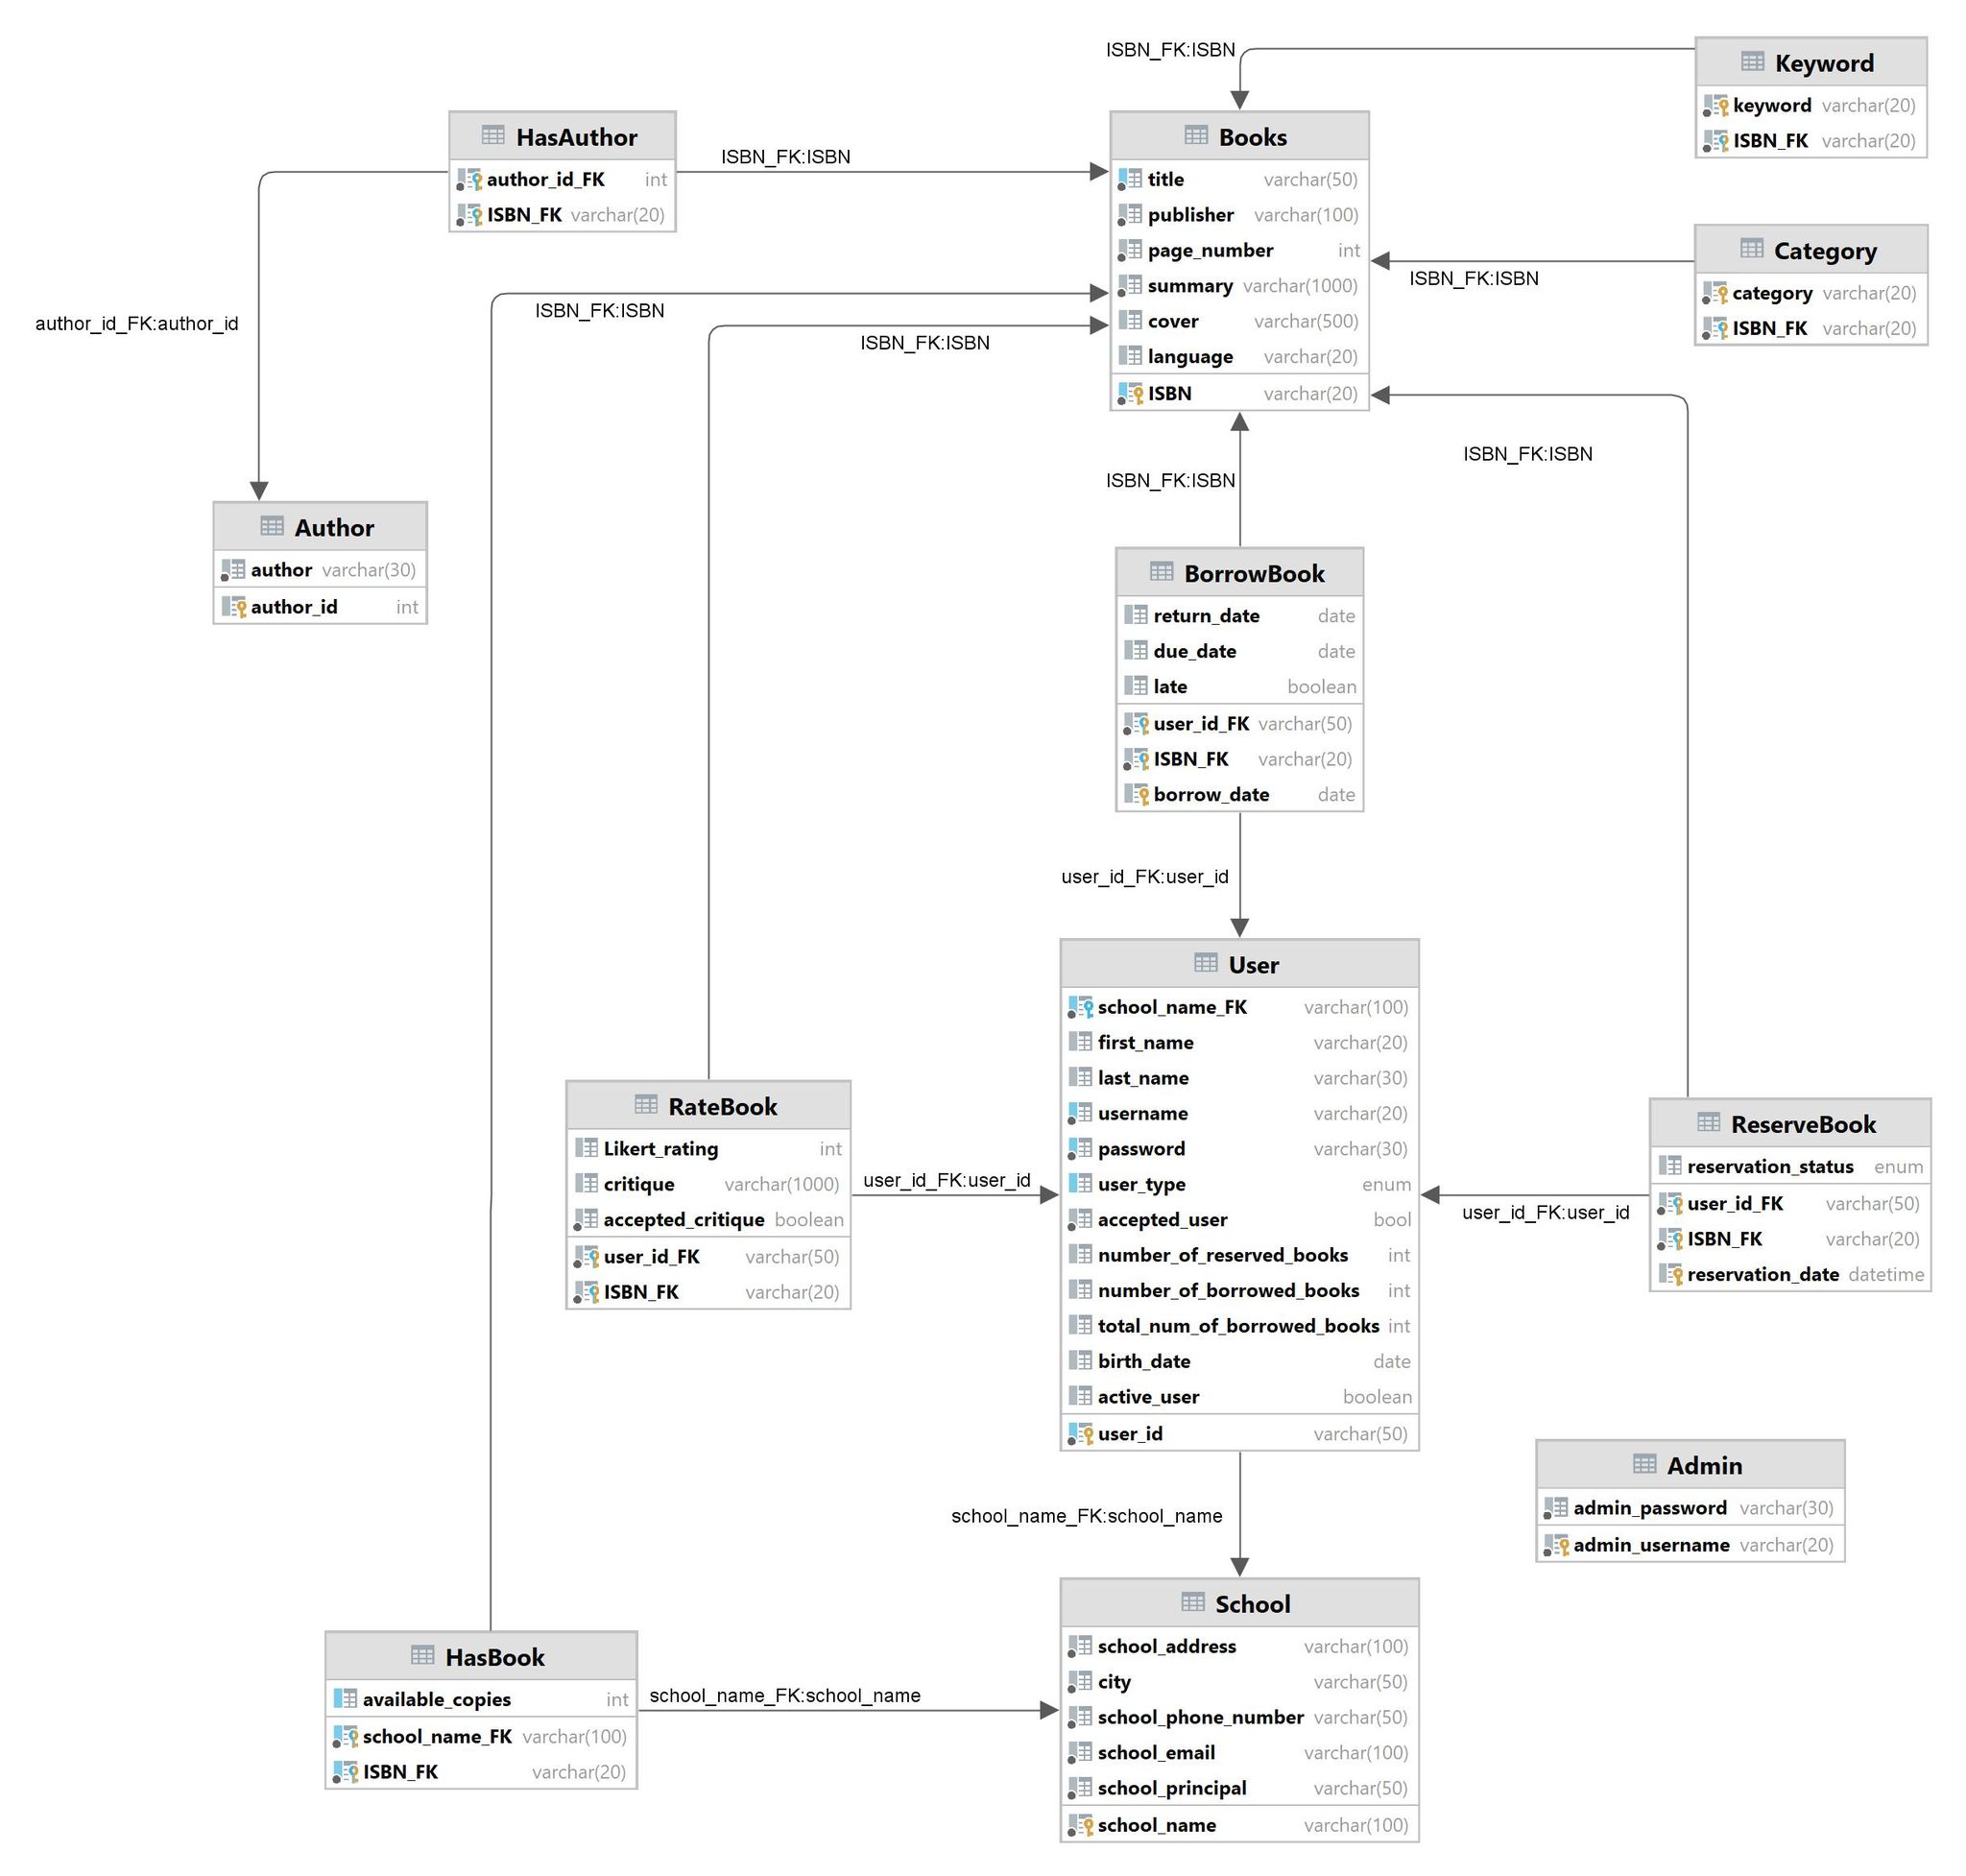 ISBN_FK:ISBN
Keyword
keyword varchar(20)
ISBN_FK varchar(20)
HasAuthor
author_id_FK int
ISBN_FK varchar(20)
ISBN_FK:ISBN
Books
title varchar(50)
publisher varchar(100)
page_number int
summary varchar(1000)
cover varchar(500)
language varchar(20)
ISBN varchar(20)
Category
category varchar(20)
ISBN_FK varchar(20)
ISBN_FK:ISBN
ISBN_FK:ISBN
author_id_FK:author_id
ISBN_FK:ISBN
ISBN_FK:ISBN
ISBN_FK:ISBN
Author
author varchar(30)
author_id int
BorrowBook
return_date date
due_date date
late boolean
user_id_FK varchar(50)
ISBN_FK varchar(20)
borrow_date date
user_id_FK:user_id
User
school_name_FK varchar(100)
first_name varchar(20)
last_name varchar(30)
username varchar(20)
password varchar(30)
user_type enum
accepted_user bool
number_of_reserved_books int
number_of_borrowed_books int
total_num_of_borrowed_books int
birth_date date
active_user boolean
user_id varchar(50)
RateBook
Likert_rating int
critique varchar(1000)
accepted_critique boolean
user_id_FK varchar(50)
ISBN_FK varchar(20)
user_id_FK:user_id
ReserveBook
reservation_status enum
user_id_FK varchar(50)
ISBN_FK varchar(20)
reservation_date datetime
user_id_FK:user_id
Admin
admin_password varchar(30)
admin_username varchar(20)
school_name_FK:school_name
School
school_address varchar(100)
city varchar(50)
school_phone_number varchar(50)
school_email varchar(100)
school_principal varchar(50)
school_name varchar(100)
HasBook
available_copies int
school_name_FK varchar(100)
ISBN_FK varchar(20)
school_name_FK:school_name